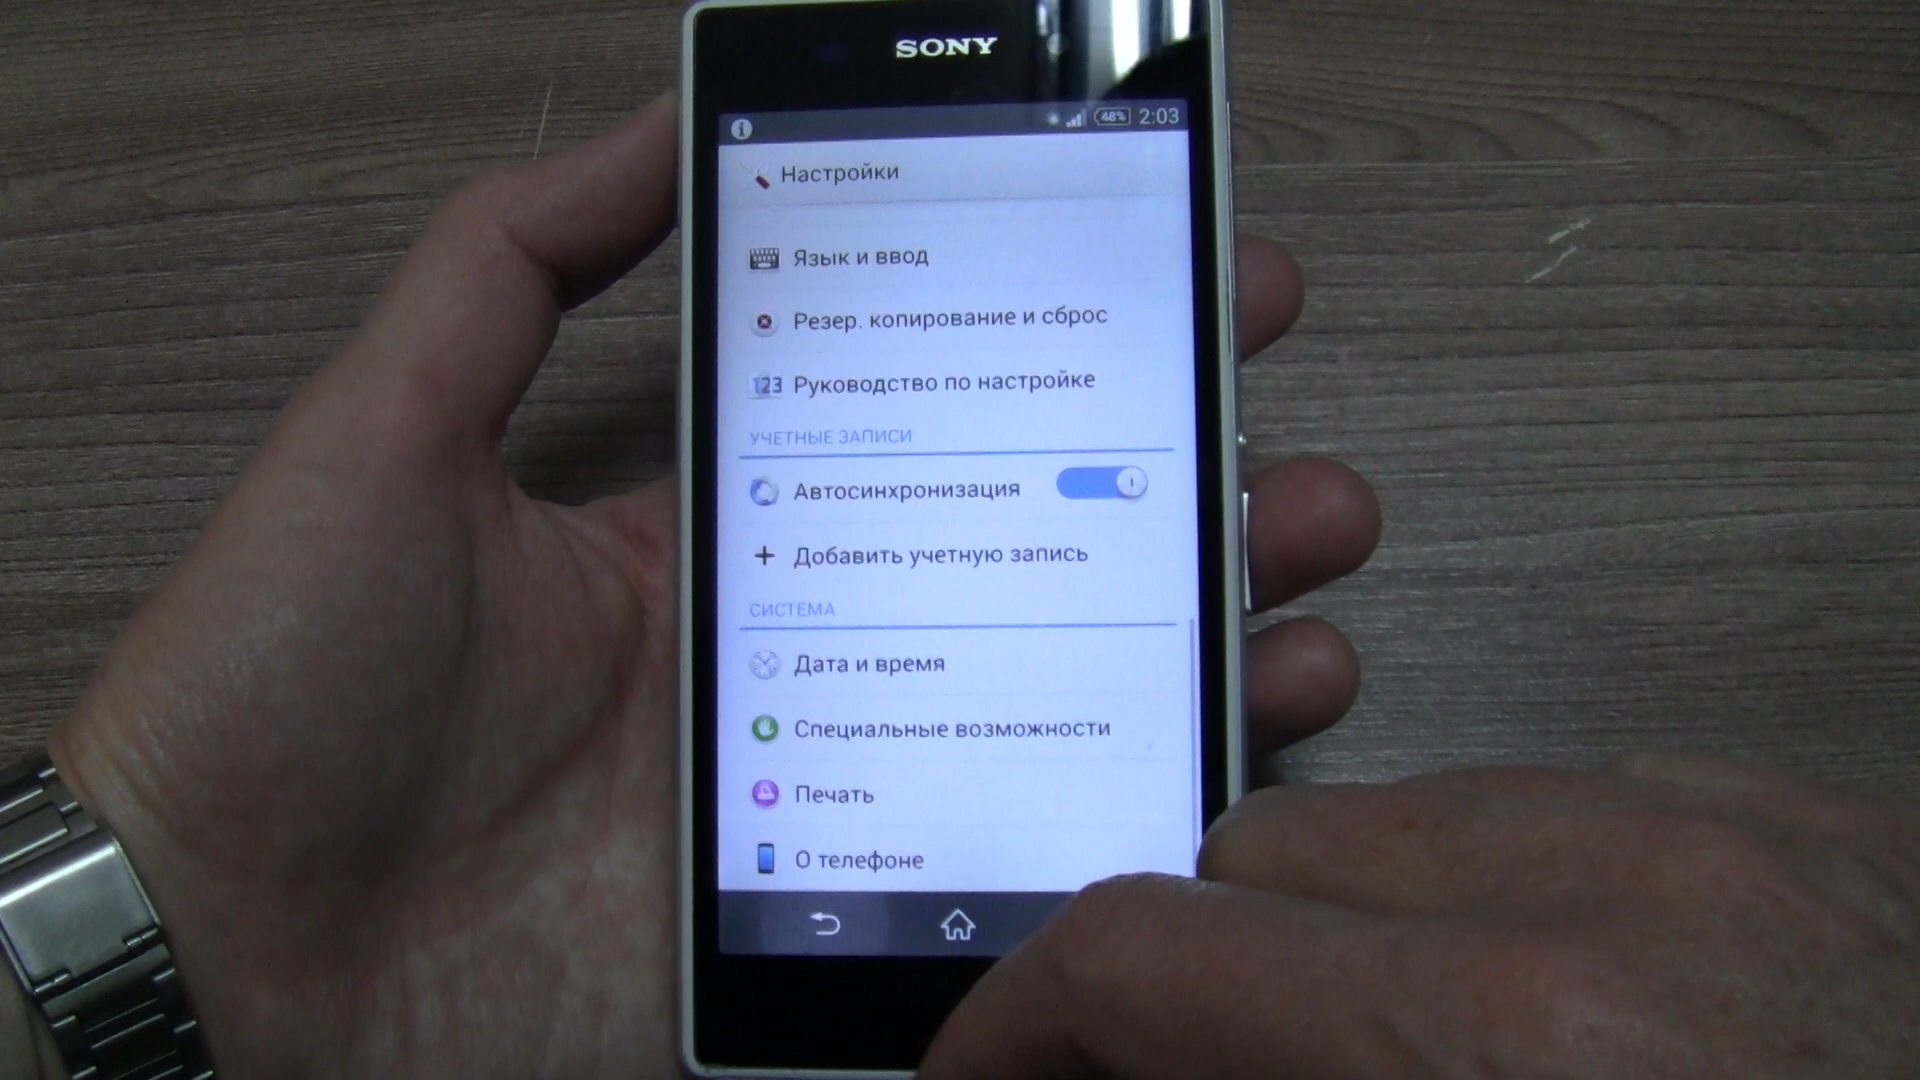 SONY
48% 2:03
Настройки
Язык и ввод
Резер. копирование и сброс
123 Руководство по настройке
УЧЕТНЫЕ ЗАПИСИ
Автосинхронизация
Добавить учетную запись
СИСТЕМА
Дата и время
Специальные возможности
Печать
О телефоне